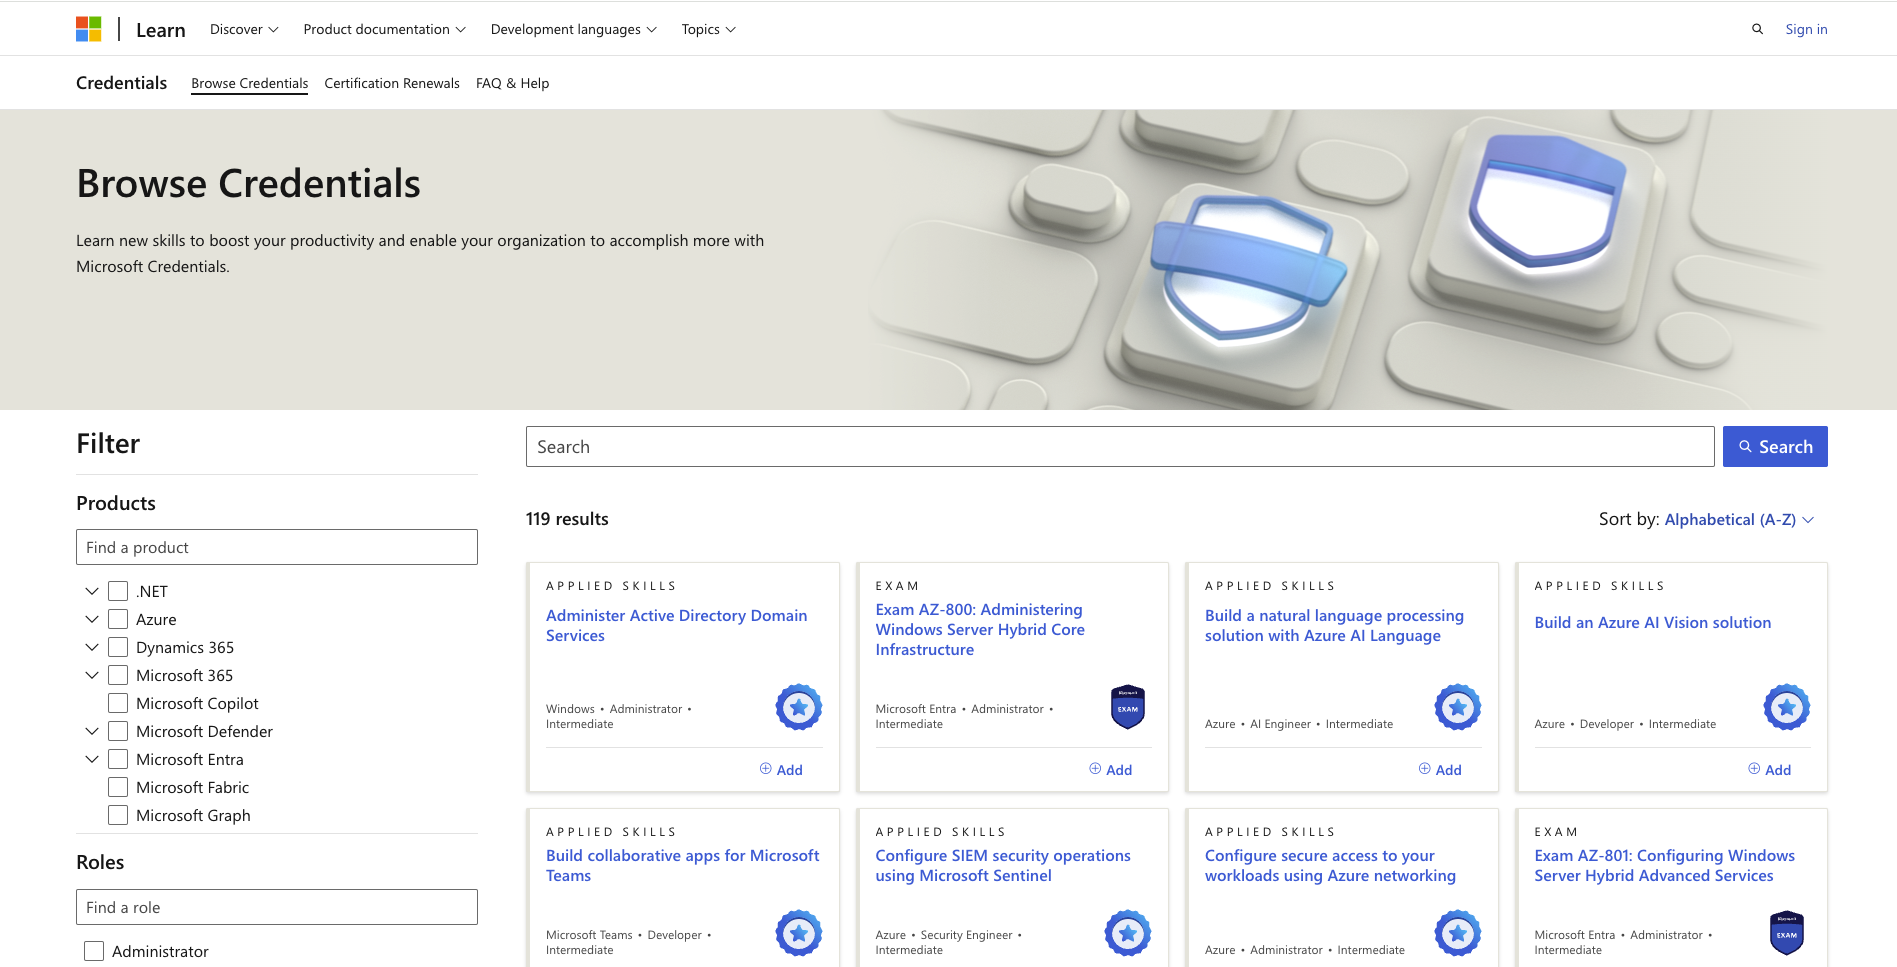 Learn
Discover
Product documentation
Development languages
Topics
Sign in
Credentials
Browse Credentials
Certification Renewals
FAQ & Help
Browse Credentials
Learn new skills to boost your productivity and enable your organization to accomplish more with
Microsoft Credentials.
Filter
Products
Find a product
.NET
Azure
Dynamics 365
Microsoft 365
Microsoft Copilot
Microsoft Defender
Microsoft Entra
Microsoft Fabric
Microsoft Graph
Roles
Find a role
Administrator
Search
Search
119 results
Sort by: Alphabetical (A-Z)
APPLIED SKILLS
Administer Active Directory Domain
Services
Windows • Administrator •
Intermediate
Add
EXAM
Exam AZ-800: Administering
Windows Server Hybrid Core
Infrastructure
Microsoft Entra • Administrator •
Intermediate
Microsoft
EXAM
Add
APPLIED SKILLS
Build a natural language processing
solution with Azure AI Language
Azure • AI Engineer • Intermediate
Add
APPLIED SKILLS
Build an Azure AI Vision solution
Azure • Developer • Intermediate
Add
APPLIED SKILLS
Build collaborative apps for Microsoft
Teams
Microsoft Teams • Developer •
Intermediate
APPLIED SKILLS
Configure SIEM security operations
using Microsoft Sentinel
Azure • Security Engineer •
Intermediate
APPLIED SKILLS
Configure secure access to your
workloads using Azure networking
Azure • Administrator • Intermediate
EXAM
Exam AZ-801: Configuring Windows
Server Hybrid Advanced Services
Microsoft Entra • Administrator •
Intermediate
Microsoft
EXAM